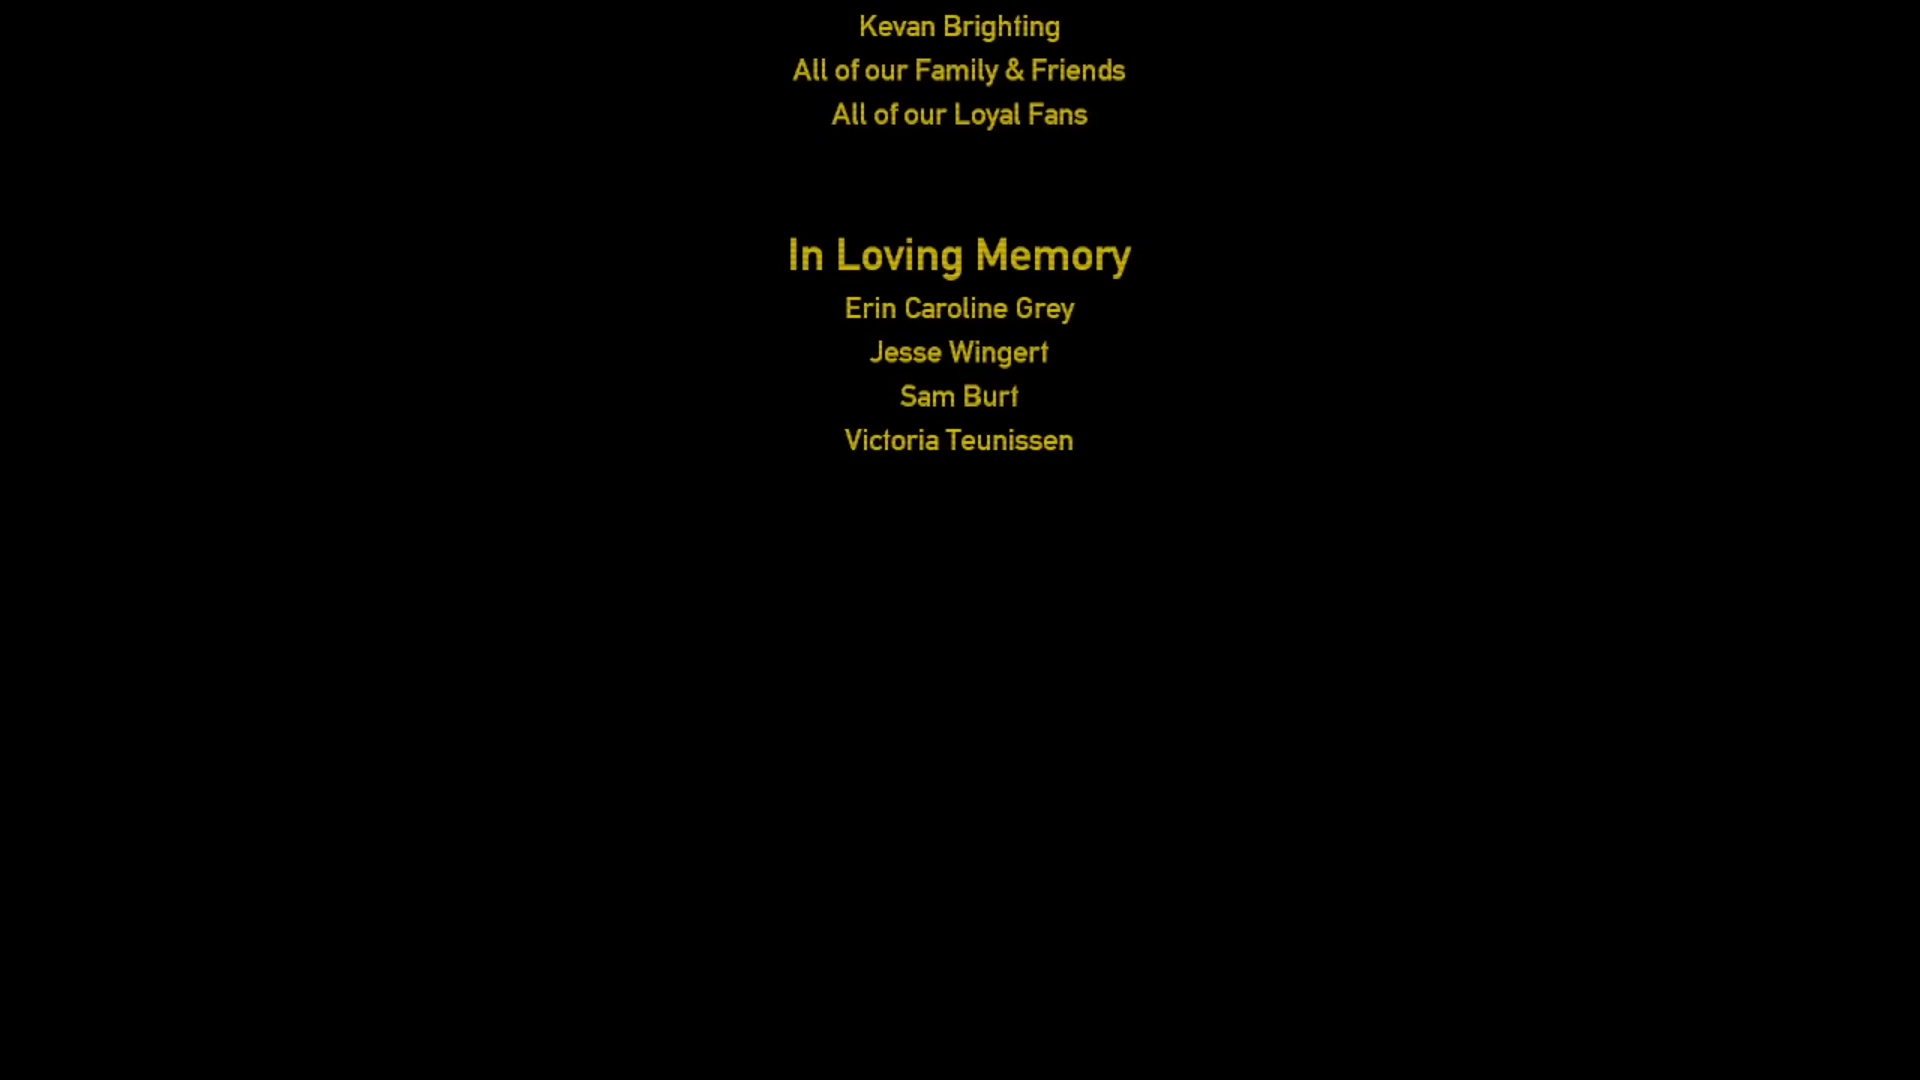 Kevan Brighting
All of our Family & Friends
All of our Loyal Fans
In Loving Memory
Erin Caroline Grey
Jesse Wingert
Sam Burt
Victoria Teunissen